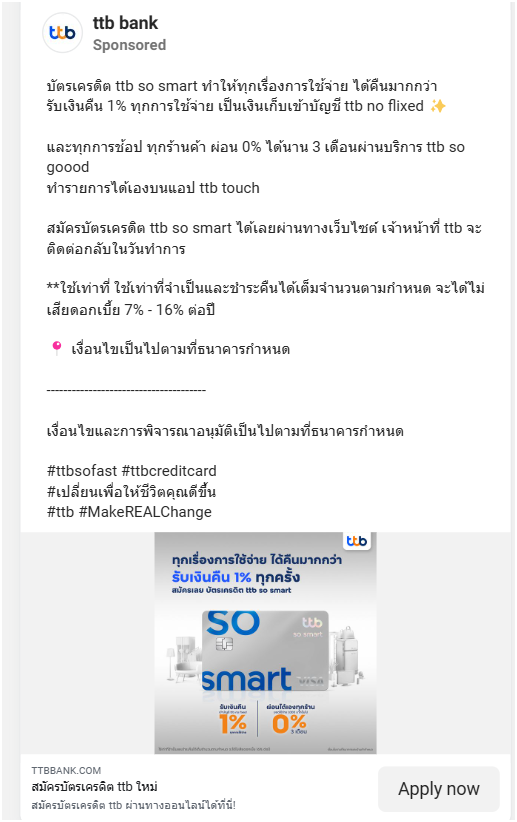 ttb
ttb bank
Sponsored
บัตรเครดิต ttb so smart ทำให้ทุกเรื่องการใช้จ่าย ได้คืนมากกว่า
รับเงินคืน 1% ทุกการใช้จ่าย เป็นเงินเก็บเข้าบัญชี ttb no flixed ✨
และทุกการช้อป ทุกร้านค้า ผ่อน 0% ได้นาน 3 เดือนผ่านบริการ ttb so
goood
ทำรายการได้เองบนแอป ttb touch
สมัครบัตรเครดิต ttb so smart ได้เลยผ่านทางเว็บไซต์ เจ้าหน้าที่ ttb จะ
ติดต่อกลับในวันทำการ
**ใช้เท่าที่ ใช้เท่าที่จำเป็นและชำระคืนได้เต็มจำนวนตามกำหนด จะได้ไม่
เสียดอกเบี้ย 7% - 16% ต่อปี
📍 เงื่อนไขเป็นไปตามที่ธนาคารกำหนด
--------------------------------------
เงื่อนไขและการพิจารณาอนุมัติเป็นไปตามที่ธนาคารกำหนด
#ttbsofast #ttbcreditcard
#เปลี่ยนเพื่อให้ชีวิตคุณดีขึ้น
#ttb #MakeREALChange
ttb
ทุกเรื่องการใช้จ่าย ได้คืนมากกว่า
รับเงินคืน 1% ทุกครั้ง
สมัครเลย บัตรเครดิต ttb so smart
so
ttb
so smart
smart
VISA
รับเงินคืน
1%
ผ่อนได้เองทุกร้าน
0%
3 เดือน
TTBBANK.COM
สมัครบัตรเครดิต ttb ใหม่
สมัครบัตรเครดิต ttb ผ่านทางออนไลน์ได้ที่นี่!
Apply now